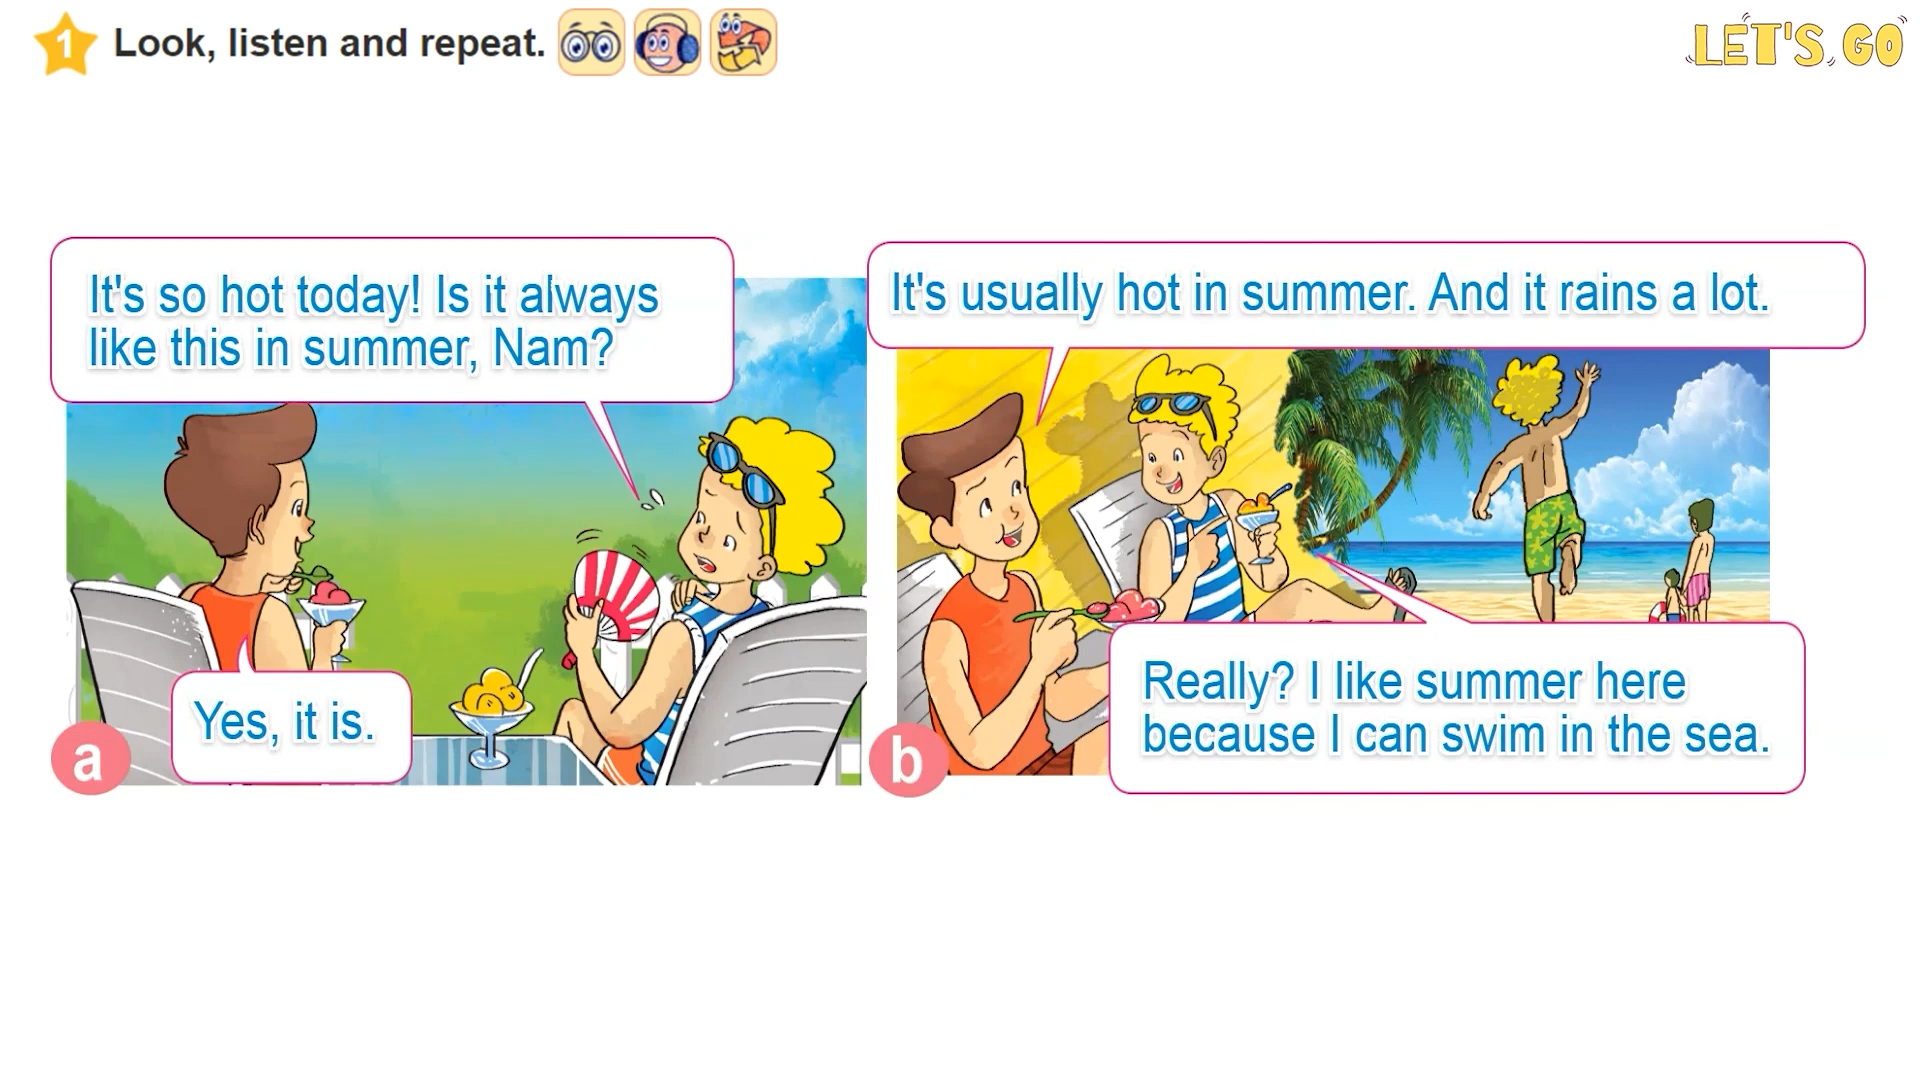 1 Look, listen and repeat.
LET'S GO
It's so hot today! Is it always
like this in summer, Nam?
Yes, it is.
a
It's usually hot in summer. And it rains a lot.
Really? I like summer here
because I can swim in the sea.
b